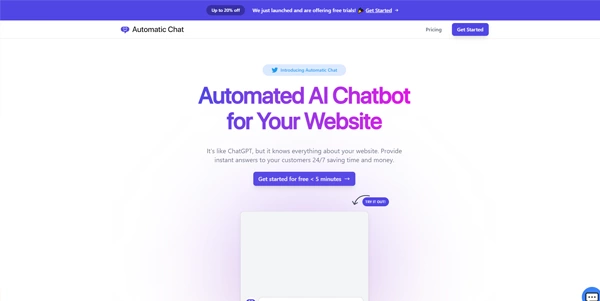 Up to 20% off
We just launched and are offering free trials! 🎉 Get Started →
Automatic Chat
Pricing
Get Started
Introducing Automatic Chat
Automated AI Chatbot
for Your Website
It's like ChatGPT, but it knows everything about your website. Provide
instant answers to your customers 24/7 saving time and money.
Get started for free < 5 minutes →
TRY IT OUT!